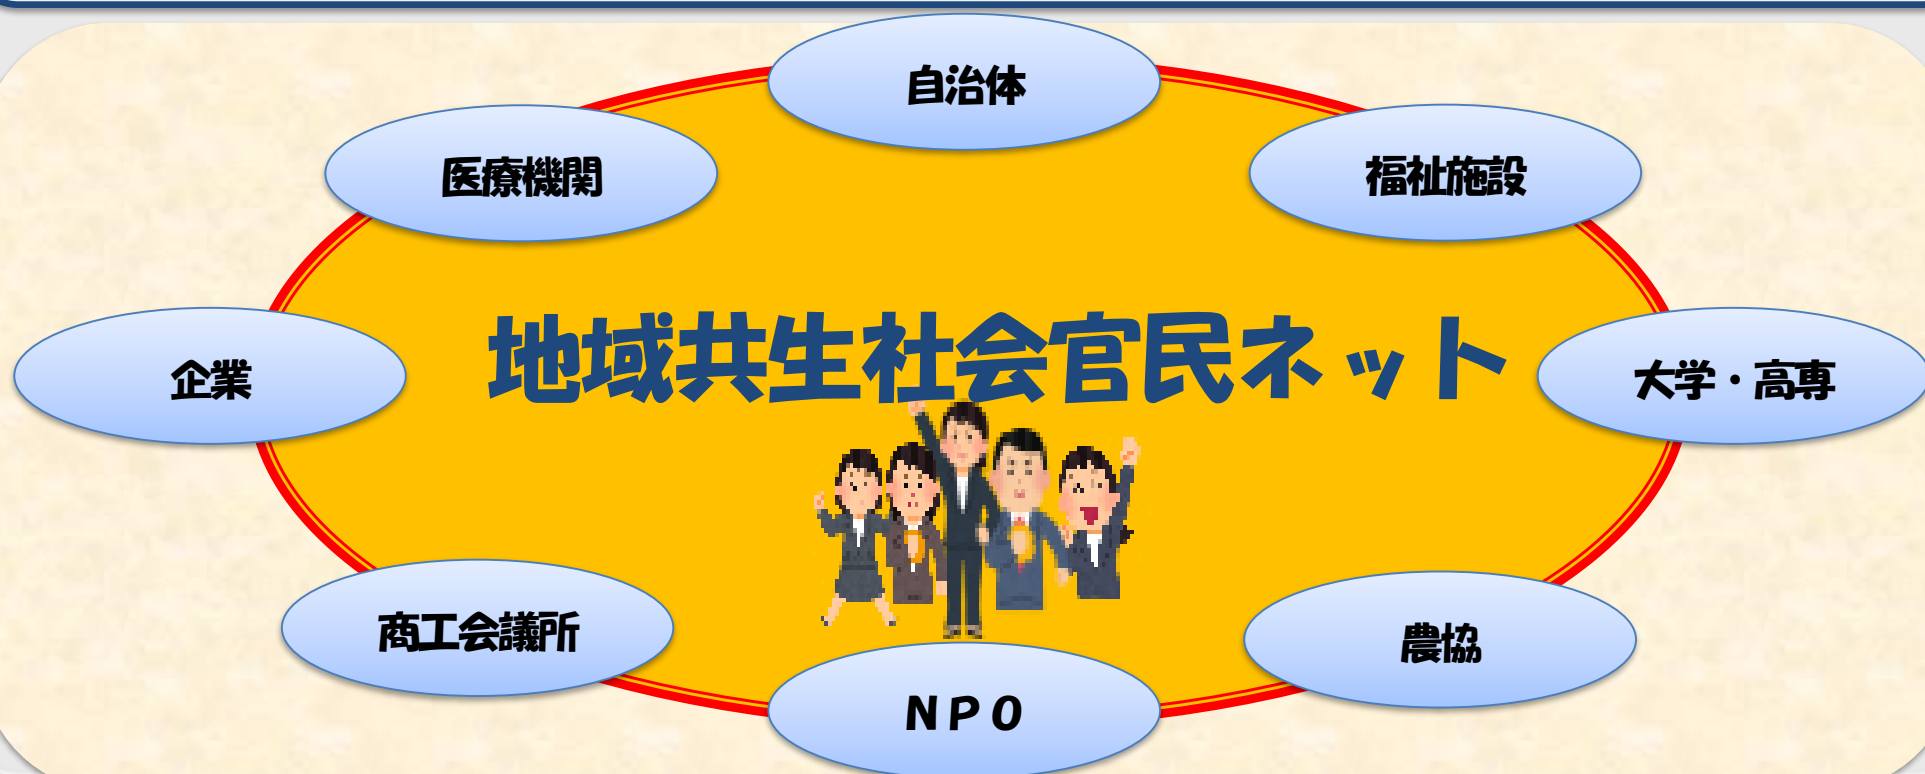 自治体
医療機関
福祉施設
地域共生社会官民ネット
企業
大学・高専
商工会議所
農協
ＮＰＯ